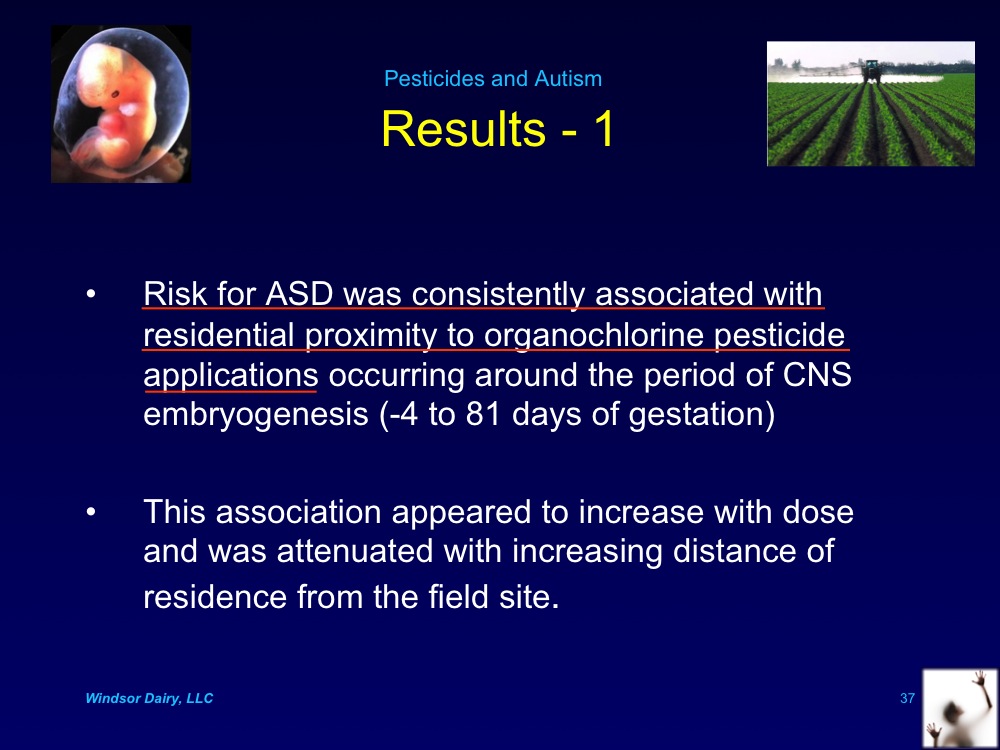 Pesticides and Autism
Results - 1
• Risk for ASD was consistently associated with
residential proximity to organochlorine pesticide
applications occurring around the period of CNS
embryogenesis (-4 to 81 days of gestation)
• This association appeared to increase with dose
and was attenuated with increasing distance of
residence from the field site.
Windsor Dairy, LLC
37